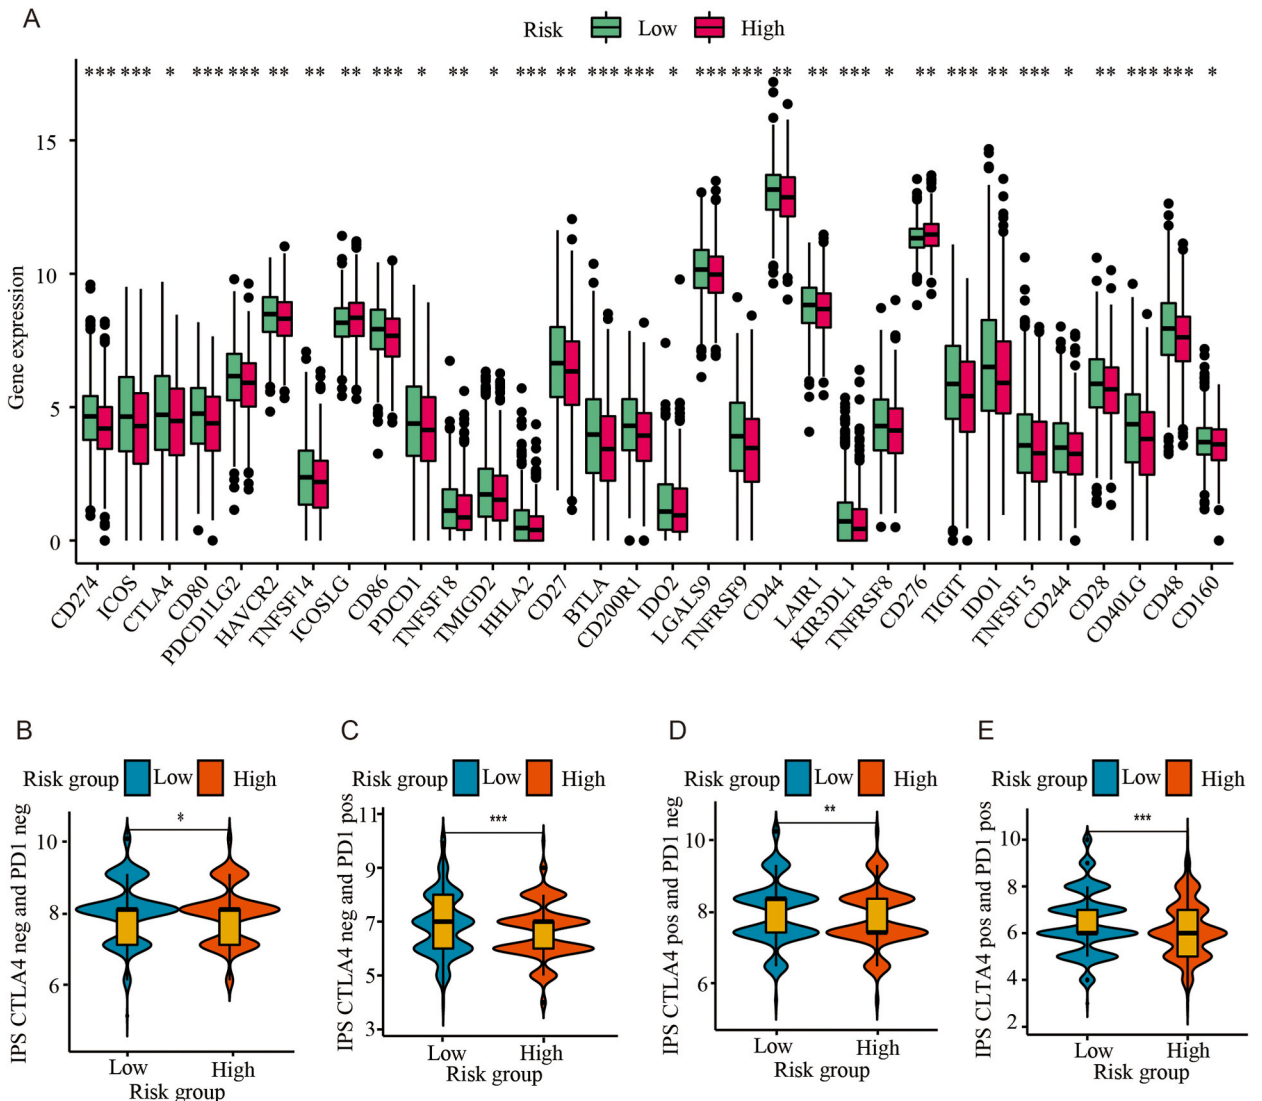 A
Risk Low High
*** *** * *** *** ** ** ** *** * ** * *** ** *** *** * *** *** ** ** *** * ** *** ** *** * ** *** *** *
Gene expression
15
10
5
0
CD274 ICOS CTLA4 CD80 PDCD1LG2 HAVCR2 TNFSF14 ICOSLG CD86 PDCD1 TNFSF18 TMIGD2 HHLA2 CD27 BTLA CD200R1 IDO2 LGALS9 TNFRSF9 CD44 LAIR1 KIR3DL1 TNFRSF8 CD276 TIGIT IDO1 TNFSF15 CD244 CD28 CD40LG CD48 CD160
B
Risk group Low High
IPS CTLA4 neg and PD1 neg
*
10
8
6
Low High
Risk group
C
Risk group Low High
IPS CTLA4 neg and PD1 pos
***
11
9
7
5
3
Low High
Risk group
D
Risk group Low High
IPS CTLA4 pos and PD1 neg
**
10
8
6
Low High
Risk group
E
Risk group Low High
IPS CLTA4 pos and PD1 pos
***
10
8
6
4
2
Low High
Risk group